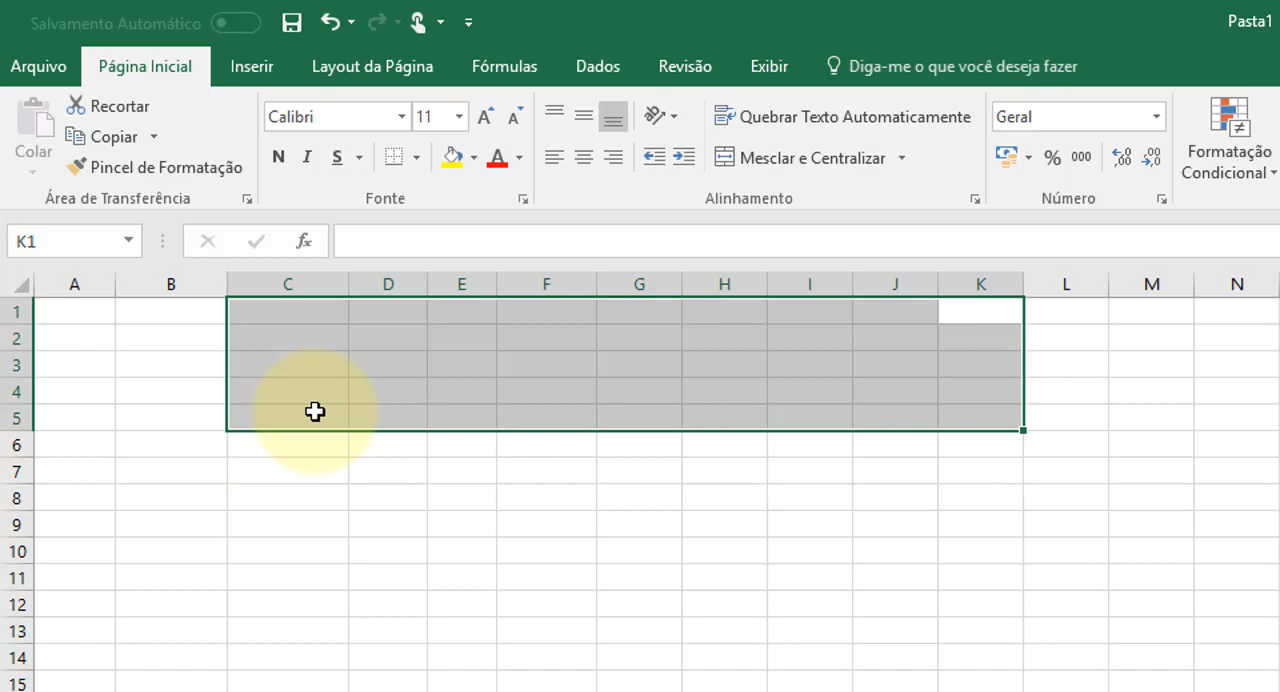 Salvamento Automático
Pasta1
Arquivo Página Inicial Inserir Layout da Página Fórmulas Dados Revisão Exibir Diga-me o que você deseja fazer
Colar
Recortar
Copiar
Pincel de Formatação
Área de Transferência
Calibri 11 A A
N I S A
Fonte
Quebrar Texto Automaticamente
Mesclar e Centralizar
Alinhamento
Geral
% 000 ,00 ,00
Número
Formatação
Condicional
K1 fx
A B C D E F G H I J K L M N
1
2
3
4
5
6
7
8
9
10
11
12
13
14
15